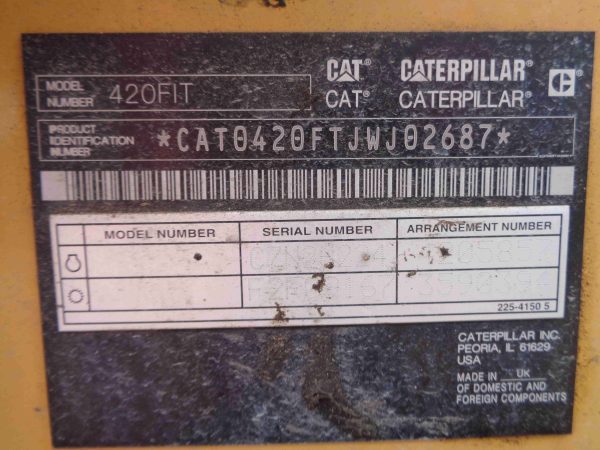 CAT® CATERPILLAR®
MODEL NUMBER 420FIT
CAT® CATERPILLAR®
PRODUCT IDENTIFICATION NUMBER *CAT0420FTJWJ02687*
MODEL NUMBER SERIAL NUMBER ARRANGEMENT NUMBER
225-4150 5
CATERPILLAR INC.
PEORIA, IL 61629
USA
MADE IN UK
OF DOMESTIC AND
FOREIGN COMPONENTS